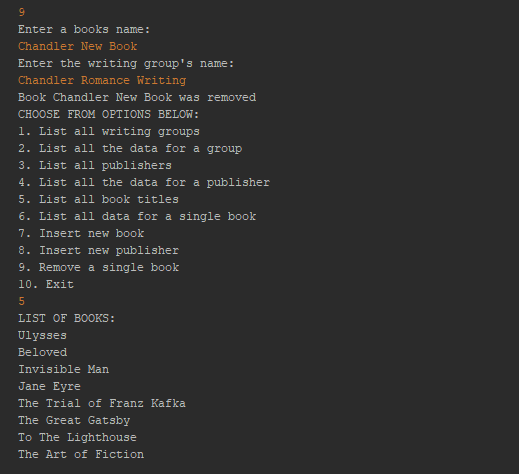 9
Enter a books name:
Chandler New Book
Enter the writing group's name:
Chandler Romance Writing
Book Chandler New Book was removed
CHOOSE FROM OPTIONS BELOW:
1. List all writing groups
2. List all the data for a group
3. List all publishers
4. List all the data for a publisher
5. List all book titles
6. List all data for a single book
7. Insert new book
8. Insert new publisher
9. Remove a single book
10. Exit
5
LIST OF BOOKS:
Ulysses
Beloved
Invisible Man
Jane Eyre
The Trial of Franz Kafka
The Great Gatsby
To The Lighthouse
The Art of Fiction